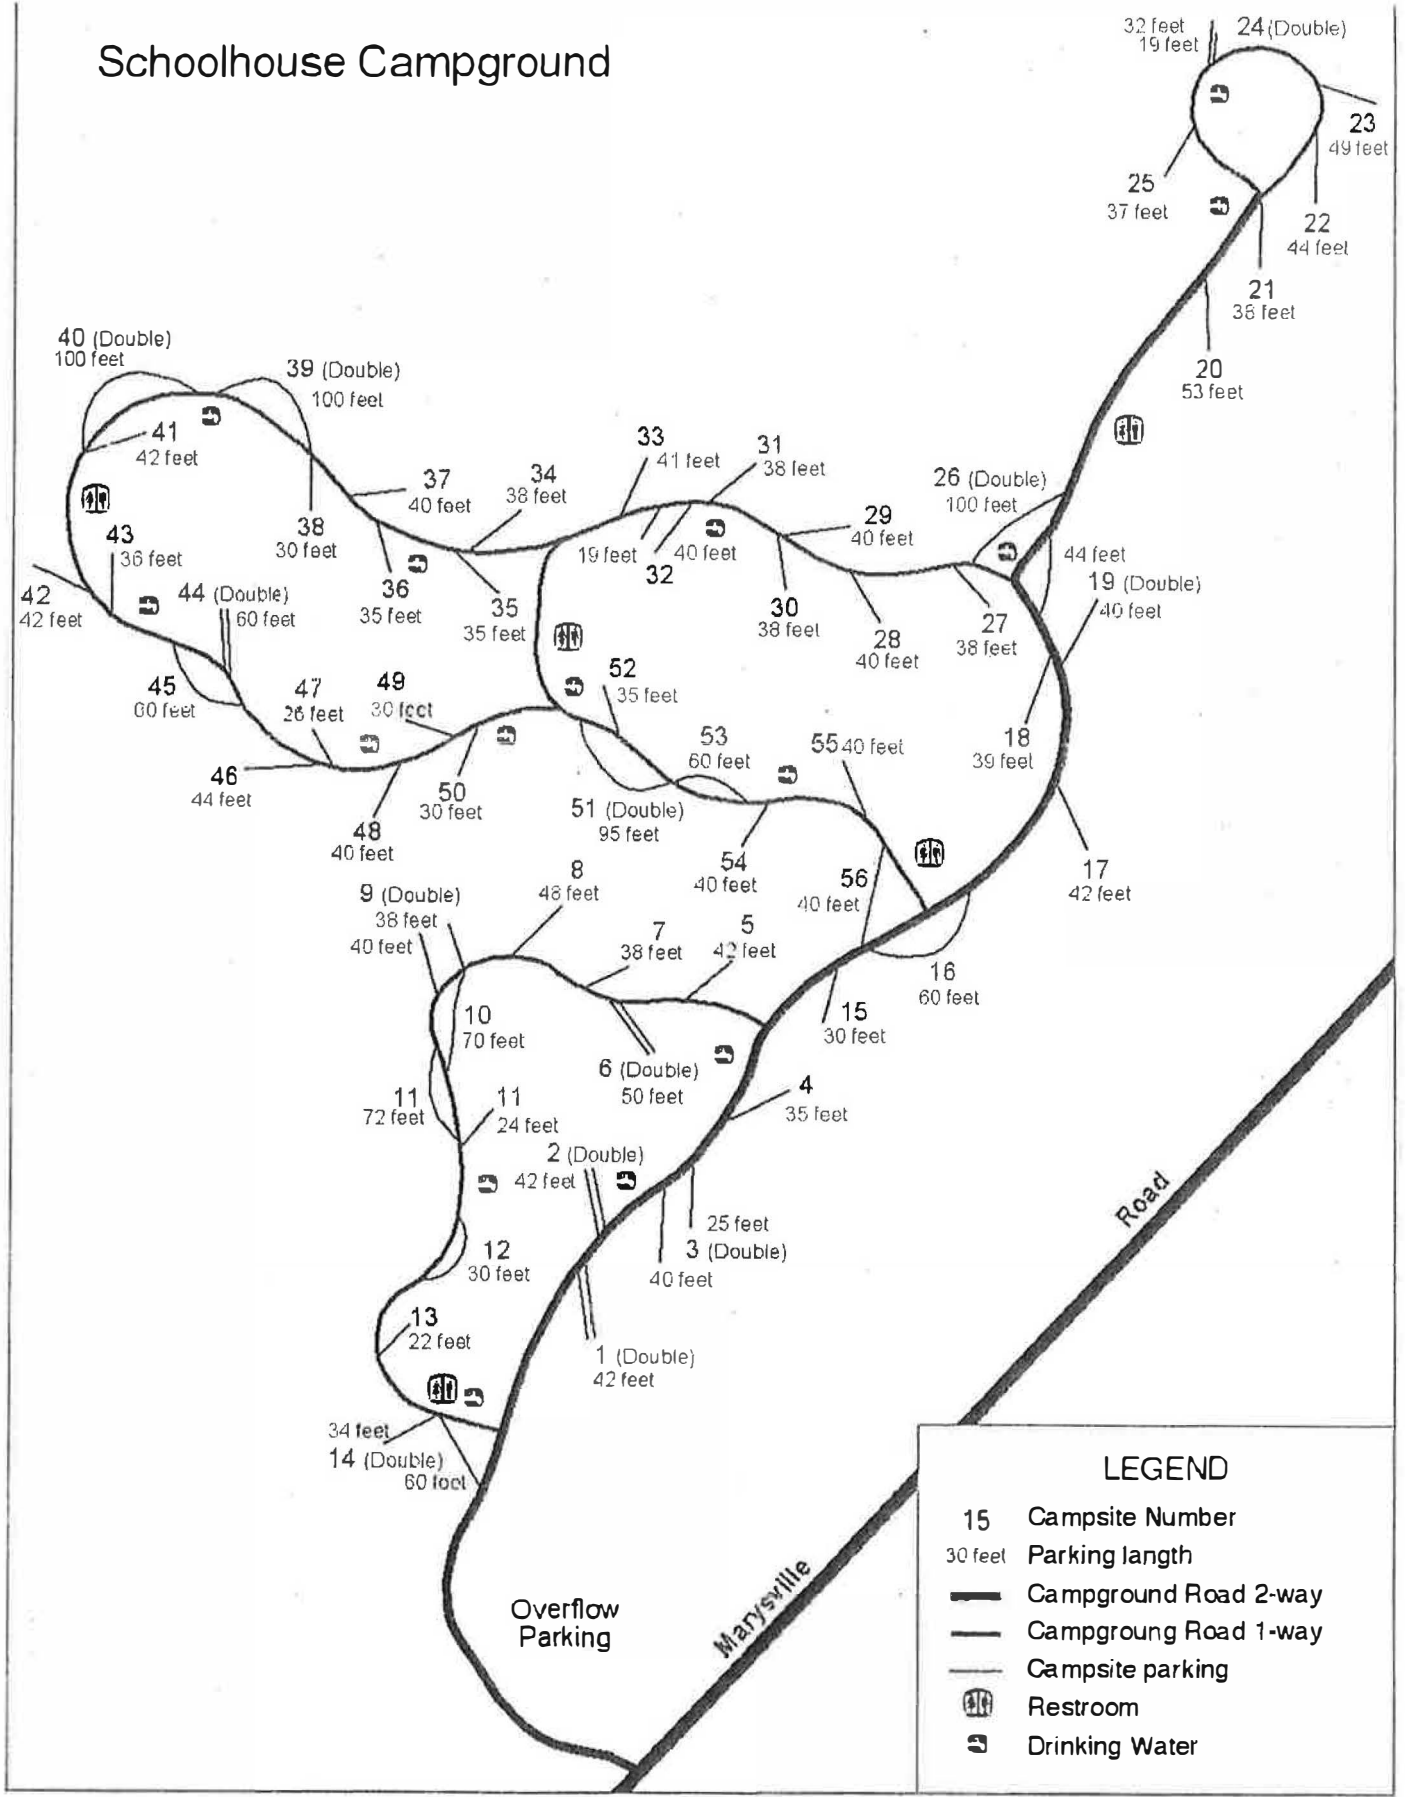 Schoolhouse Campground
32 feet
19 feet
24 (Double)
23
49 feet
25
37 feet
22
44 feet
21
38 feet
20
53 feet
40 (Double)
100 feet
39 (Double)
100 feet
41
42 feet
37
40 feet
34
38 feet
33
41 feet
31
38 feet
26 (Double)
100 feet
29
40 feet
43
36 feet
38
30 feet
19 feet
32
40 feet
44 feet
19 (Double)
40 feet
42
42 feet
44 (Double)
60 feet
36
35 feet
35
35 feet
30
38 feet
28
40 feet
27
38 feet
45
60 feet
47
26 feet
49
30 feet
52
35 feet
46
44 feet
53
60 feet
55 40 feet
18
39 feet
50
30 feet
51 (Double)
95 feet
48
40 feet
54
40 feet
56
40 feet
17
42 feet
9 (Double)
38 feet
40 feet
8
48 feet
7
38 feet
5
42 feet
16
60 feet
10
70 feet
15
30 feet
6 (Double)
50 feet
11
72 feet
11
24 feet
4
35 feet
2 (Double)
42 feet
25 feet
3 (Double)
40 feet
12
30 feet
13
22 feet
1 (Double)
42 feet
34 feet
14 (Double)
60 feet
Road
Marysville
Overflow
Parking
LEGEND
15 Campsite Number
30 feet Parking langth
Campground Road 2-way
Campgroung Road 1-way
Campsite parking
Restroom
Drinking Water